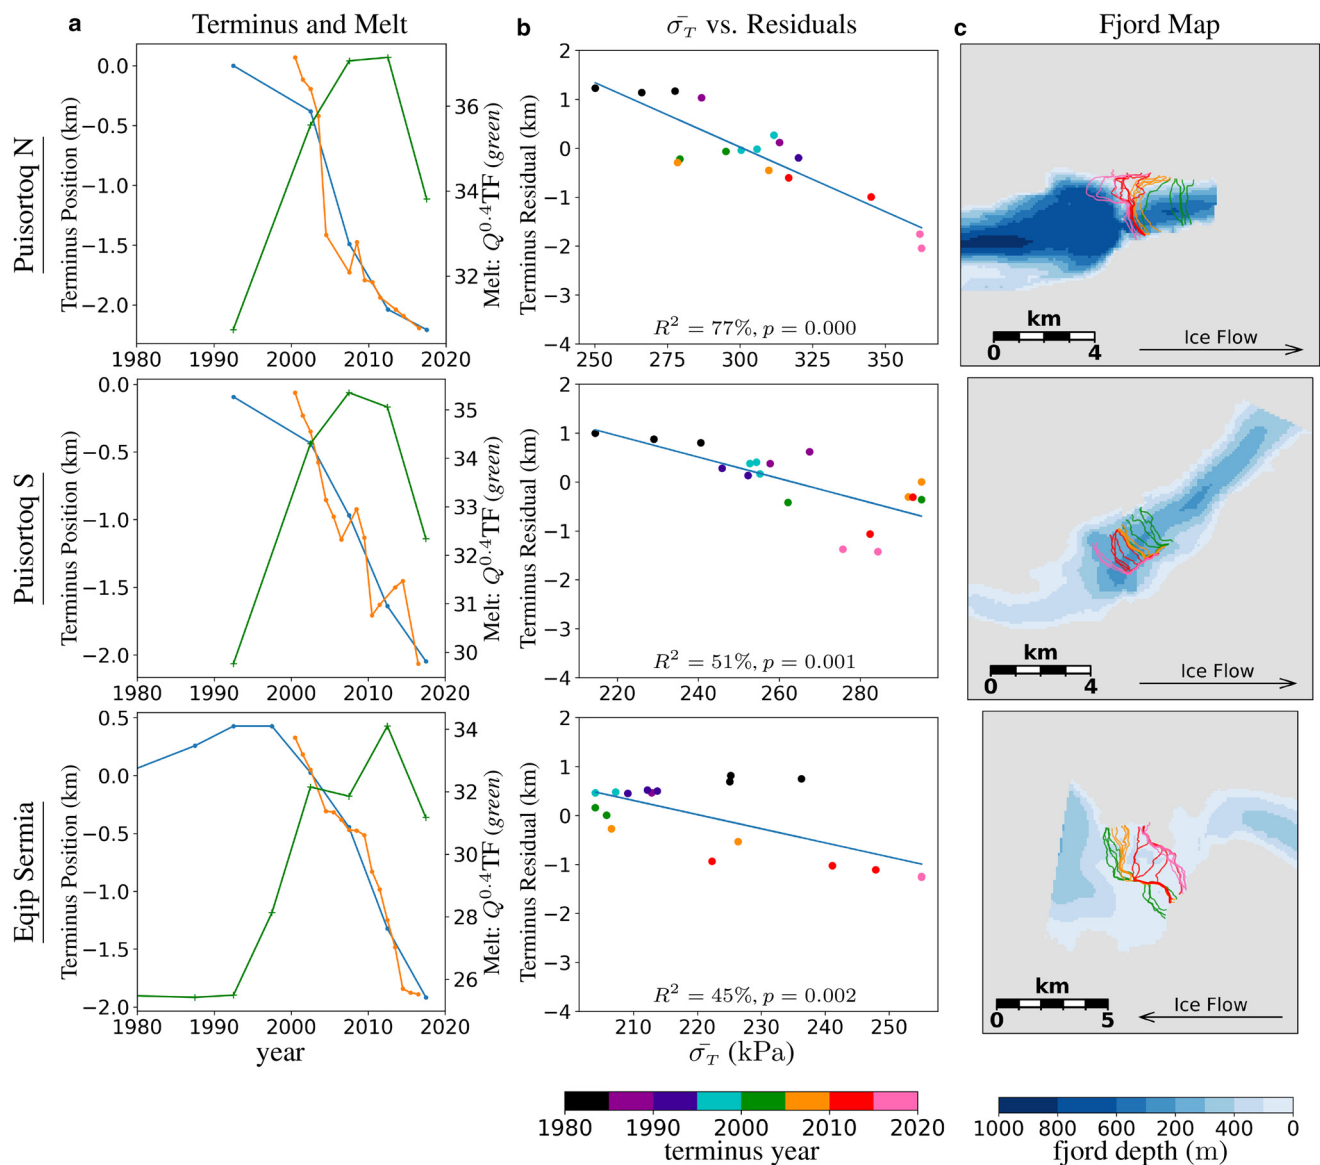 a Terminus and Melt
b σ̄_T vs. Residuals
c Fjord Map
Puisortoq N
Terminus Position (km)
0.0
−0.5
−1.0
−1.5
−2.0
1980 1990 2000 2010 2020
36
34
32
Melt: Q^0.4TF (green)
Terminus Residual (km)
2
1
0
−1
−2
−3
−4
R² = 77%, p = 0.000
250 275 300 325 350
km
0 4
Ice Flow
Puisortoq S
Terminus Position (km)
0.0
−0.5
−1.0
−1.5
−2.0
1980 1990 2000 2010 2020
35
34
33
32
31
30
Melt: Q^0.4TF (green)
Terminus Residual (km)
2
1
0
−1
−2
−3
−4
R² = 51%, p = 0.001
220 240 260 280
km
0 4
Ice Flow
Eqip Sermia
Terminus Position (km)
0.5
0.0
−0.5
−1.0
−1.5
−2.0
1980 1990 2000 2010 2020
year
34
32
30
28
26
Melt: Q^0.4TF (green)
Terminus Residual (km)
2
1
0
−1
−2
−3
−4
R² = 45%, p = 0.002
210 220 230 240 250
σ̄_T (kPa)
km
0 5
Ice Flow
1980 1990 2000 2010 2020
terminus year
1000 800 600 200 400 0
fjord depth (m)